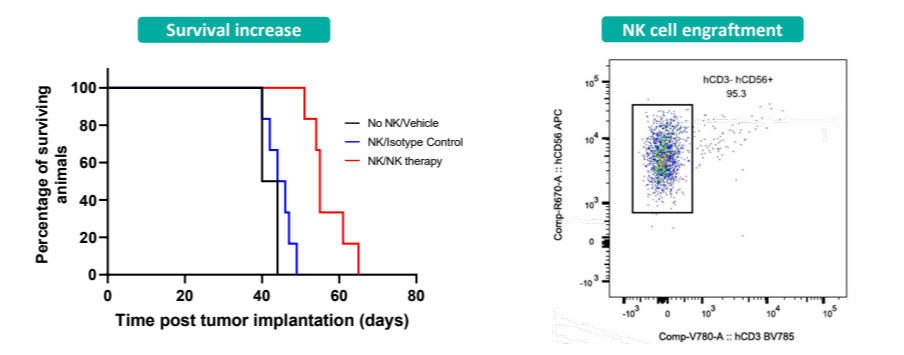 Survival increase
Percentage of surviving
animals
100
80
60
40
20
0
0 20 40 60 80
Time post tumor implantation (days)
No NK/Vehicle
NK/Isotype Control
NK/NK therapy
NK cell engraftment
hCD3- hCD56+
95.3
Comp-R670-A :: hCD56 APC
10^5
10^4
10^3
0
-10^3
-10^3 0 10^3 10^4 10^5
Comp-V780-A :: hCD3 BV785